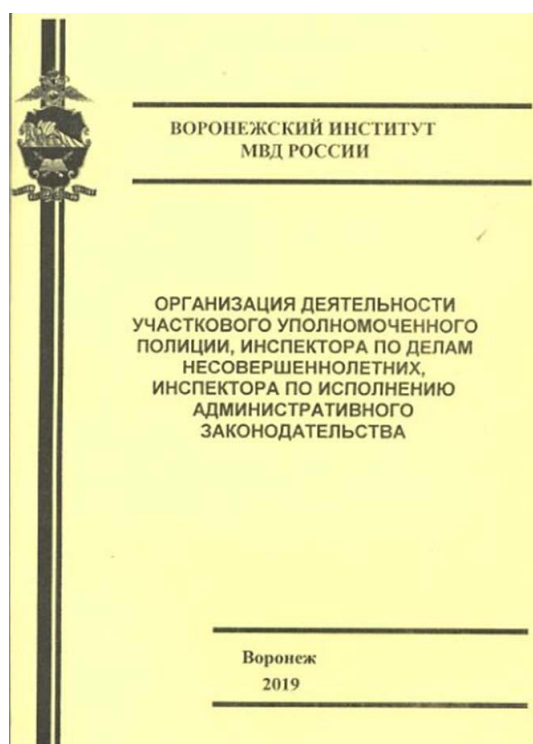 ВОРОНЕЖСКИЙ ИНСТИТУТ
МВД РОССИИ
ОРГАНИЗАЦИЯ ДЕЯТЕЛЬНОСТИ
УЧАСТКОВОГО УПОЛНОМОЧЕННОГО
ПОЛИЦИИ, ИНСПЕКТОРА ПО ДЕЛАМ
НЕСОВЕРШЕННОЛЕТНИХ,
ИНСПЕКТОРА ПО ИСПОЛНЕНИЮ
АДМИНИСТРАТИВНОГО
ЗАКОНОДАТЕЛЬСТВА
Воронеж
2019